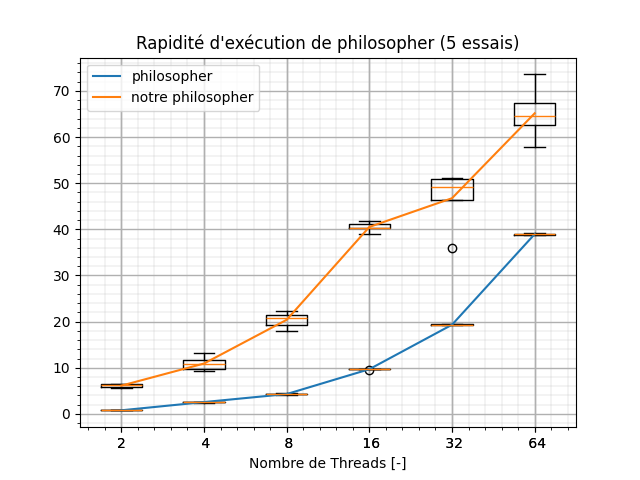 Rapidité d'exécution de philosopher (5 essais)
philosopher
notre philosopher
70
60
50
40
30
20
10
0
2 4 8 16 32 64
Nombre de Threads [-]